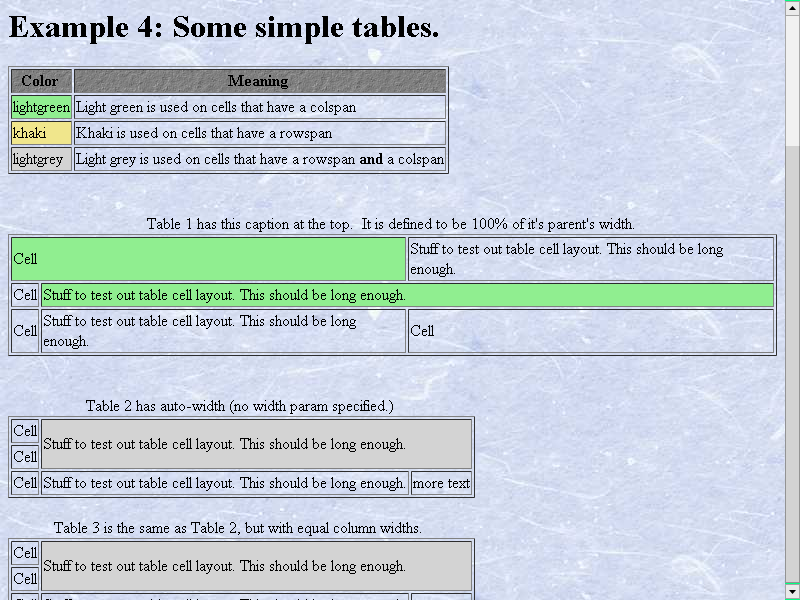 Example 4: Some simple tables.
Color Meaning
lightgreen Light green is used on cells that have a colspan
khaki Khaki is used on cells that have a rowspan
lightgrey Light grey is used on cells that have a rowspan and a colspan
Table 1 has this caption at the top.  It is defined to be 100% of it's parent's width.
Cell
Stuff to test out table cell layout. This should be long
enough.
Cell Stuff to test out table cell layout. This should be long enough.
Cell
Stuff to test out table cell layout. This should be long
enough.
Cell
Table 2 has auto-width (no width param specified.)
Cell
Stuff to test out table cell layout. This should be long enough.
Cell
Cell Stuff to test out table cell layout. This should be long enough. more text
Table 3 is the same as Table 2, but with equal column widths.
Cell
Stuff to test out table cell layout. This should be long enough.
Cell